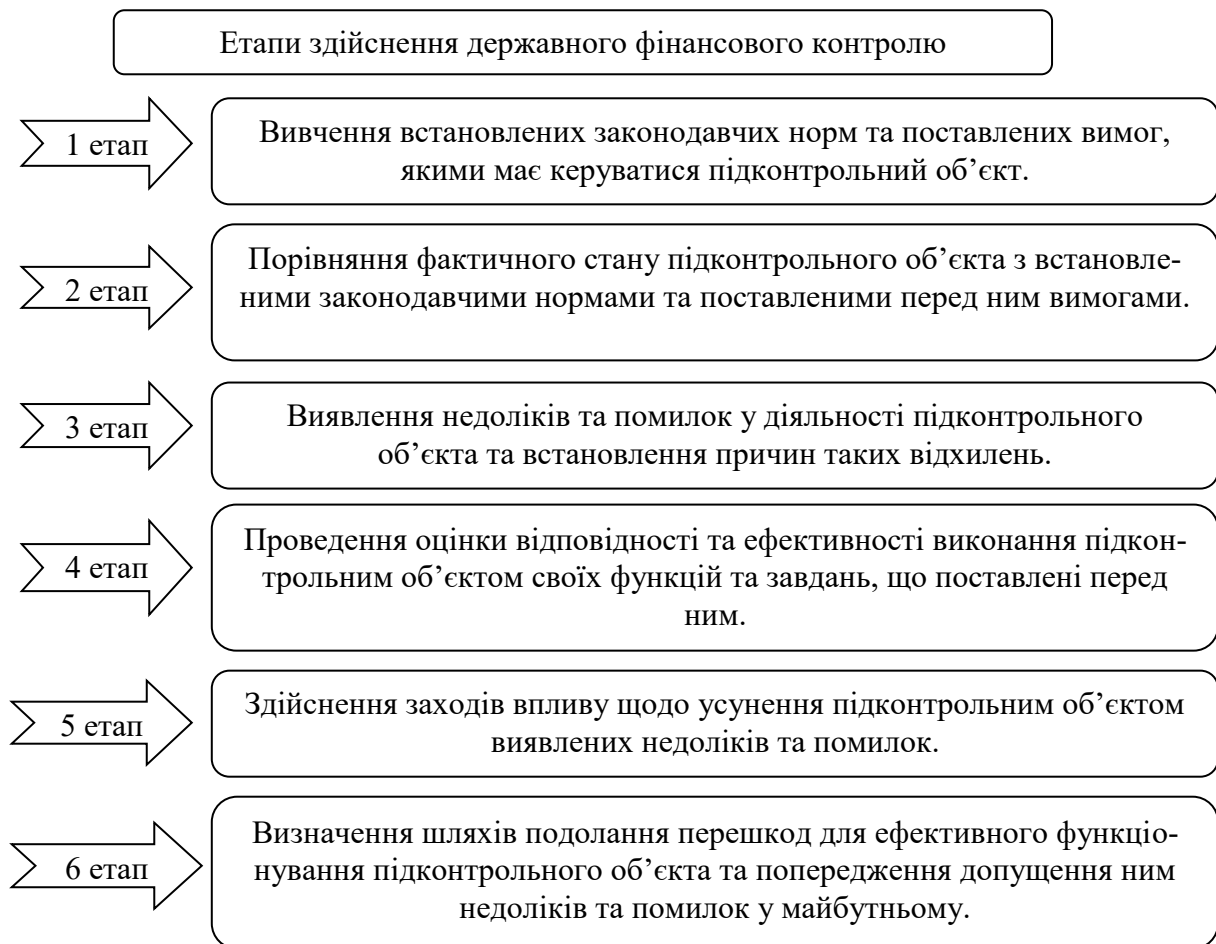 Етапи здійснення державного фінансового контролю
1 етап
Вивчення встановлених законодавчих норм та поставлених вимог,
якими має керуватися підконтрольний об’єкт.
2 етап
Порівняння фактичного стану підконтрольного об’єкта з встановле-
ними законодавчими нормами та поставленими перед ним вимогами.
3 етап
Виявлення недоліків та помилок у діяльності підконтрольного
об’єкта та встановлення причин таких відхилень.
4 етап
Проведення оцінки відповідності та ефективності виконання підкон-
трольним об’єктом своїх функцій та завдань, що поставлені перед
ним.
5 етап
Здійснення заходів впливу щодо усунення підконтрольним об’єктом
виявлених недоліків та помилок.
6 етап
Визначення шляхів подолання перешкод для ефективного функціо-
нування підконтрольного об’єкта та попередження допущення ним
недоліків та помилок у майбутньому.